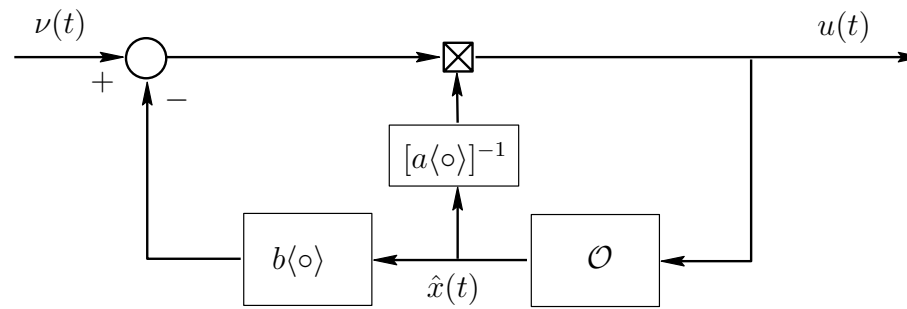 ν(t)
u(t)
+
−
[a⟨∘⟩]⁻¹
b⟨∘⟩
𝒪
x̂(t)